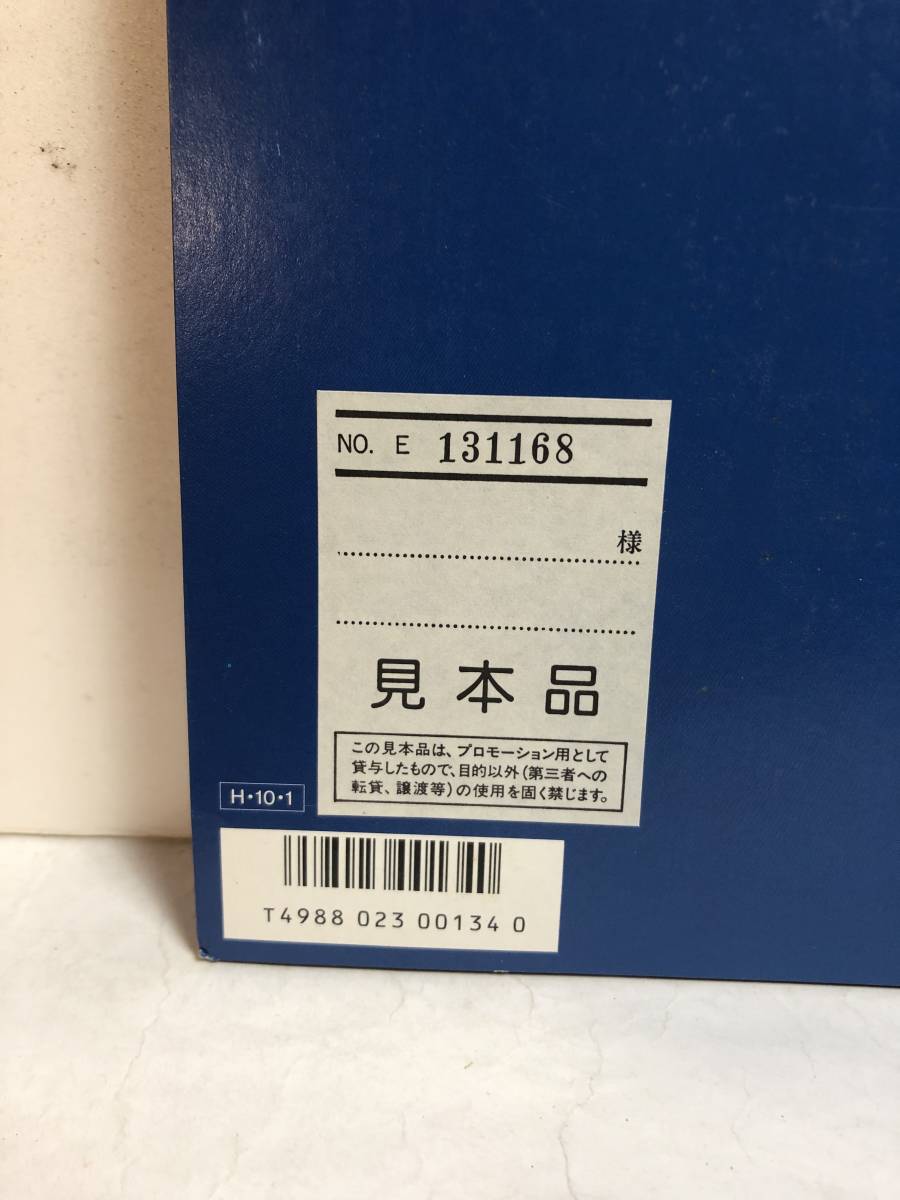 NO. E 131168
様
見本品
この見本品は、プロモーション用として
貸与したもので、目的以外(第三者への
転貸、譲渡等)の使用を固く禁じます。
H・10・1
T4988 023 001340